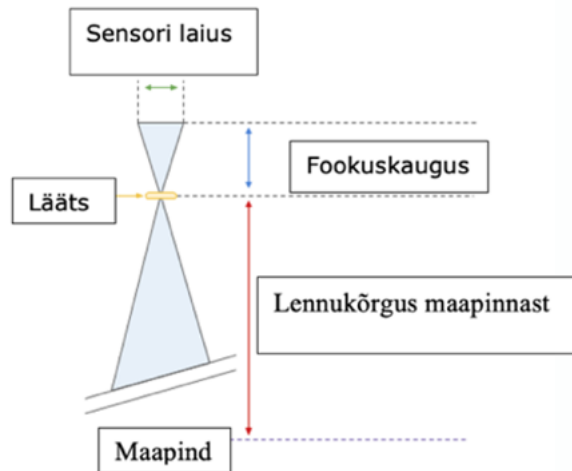 Sensori laius
Fookuskaugus
Lääts
Lennukõrgus maapinnast
Maapind